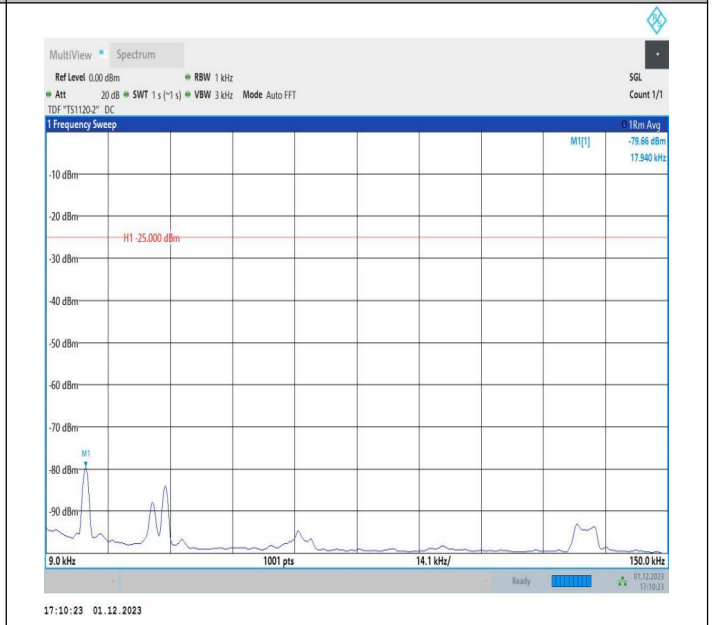 R S
MultiView Spectrum
Ref Level 0.00 dBm RBW 1 kHz SGL
Att 20 dB SWT 1 s (~1 s) VBW 3 kHz Mode Auto FFT Count 1/1
TDF "TS1120-2" DC
1 Frequency Sweep 1Rm Avg
M1[1] -79.66 dBm
17.940 kHz
-10 dBm
-20 dBm
H1 -25.000 dBm
-30 dBm
-40 dBm
-50 dBm
-60 dBm
-70 dBm
M1
-80 dBm
-90 dBm
9.0 kHz 1001 pts 14.1 kHz/ 150.0 kHz
Ready 01.12.2023
17:10:23
17:10:23 01.12.2023